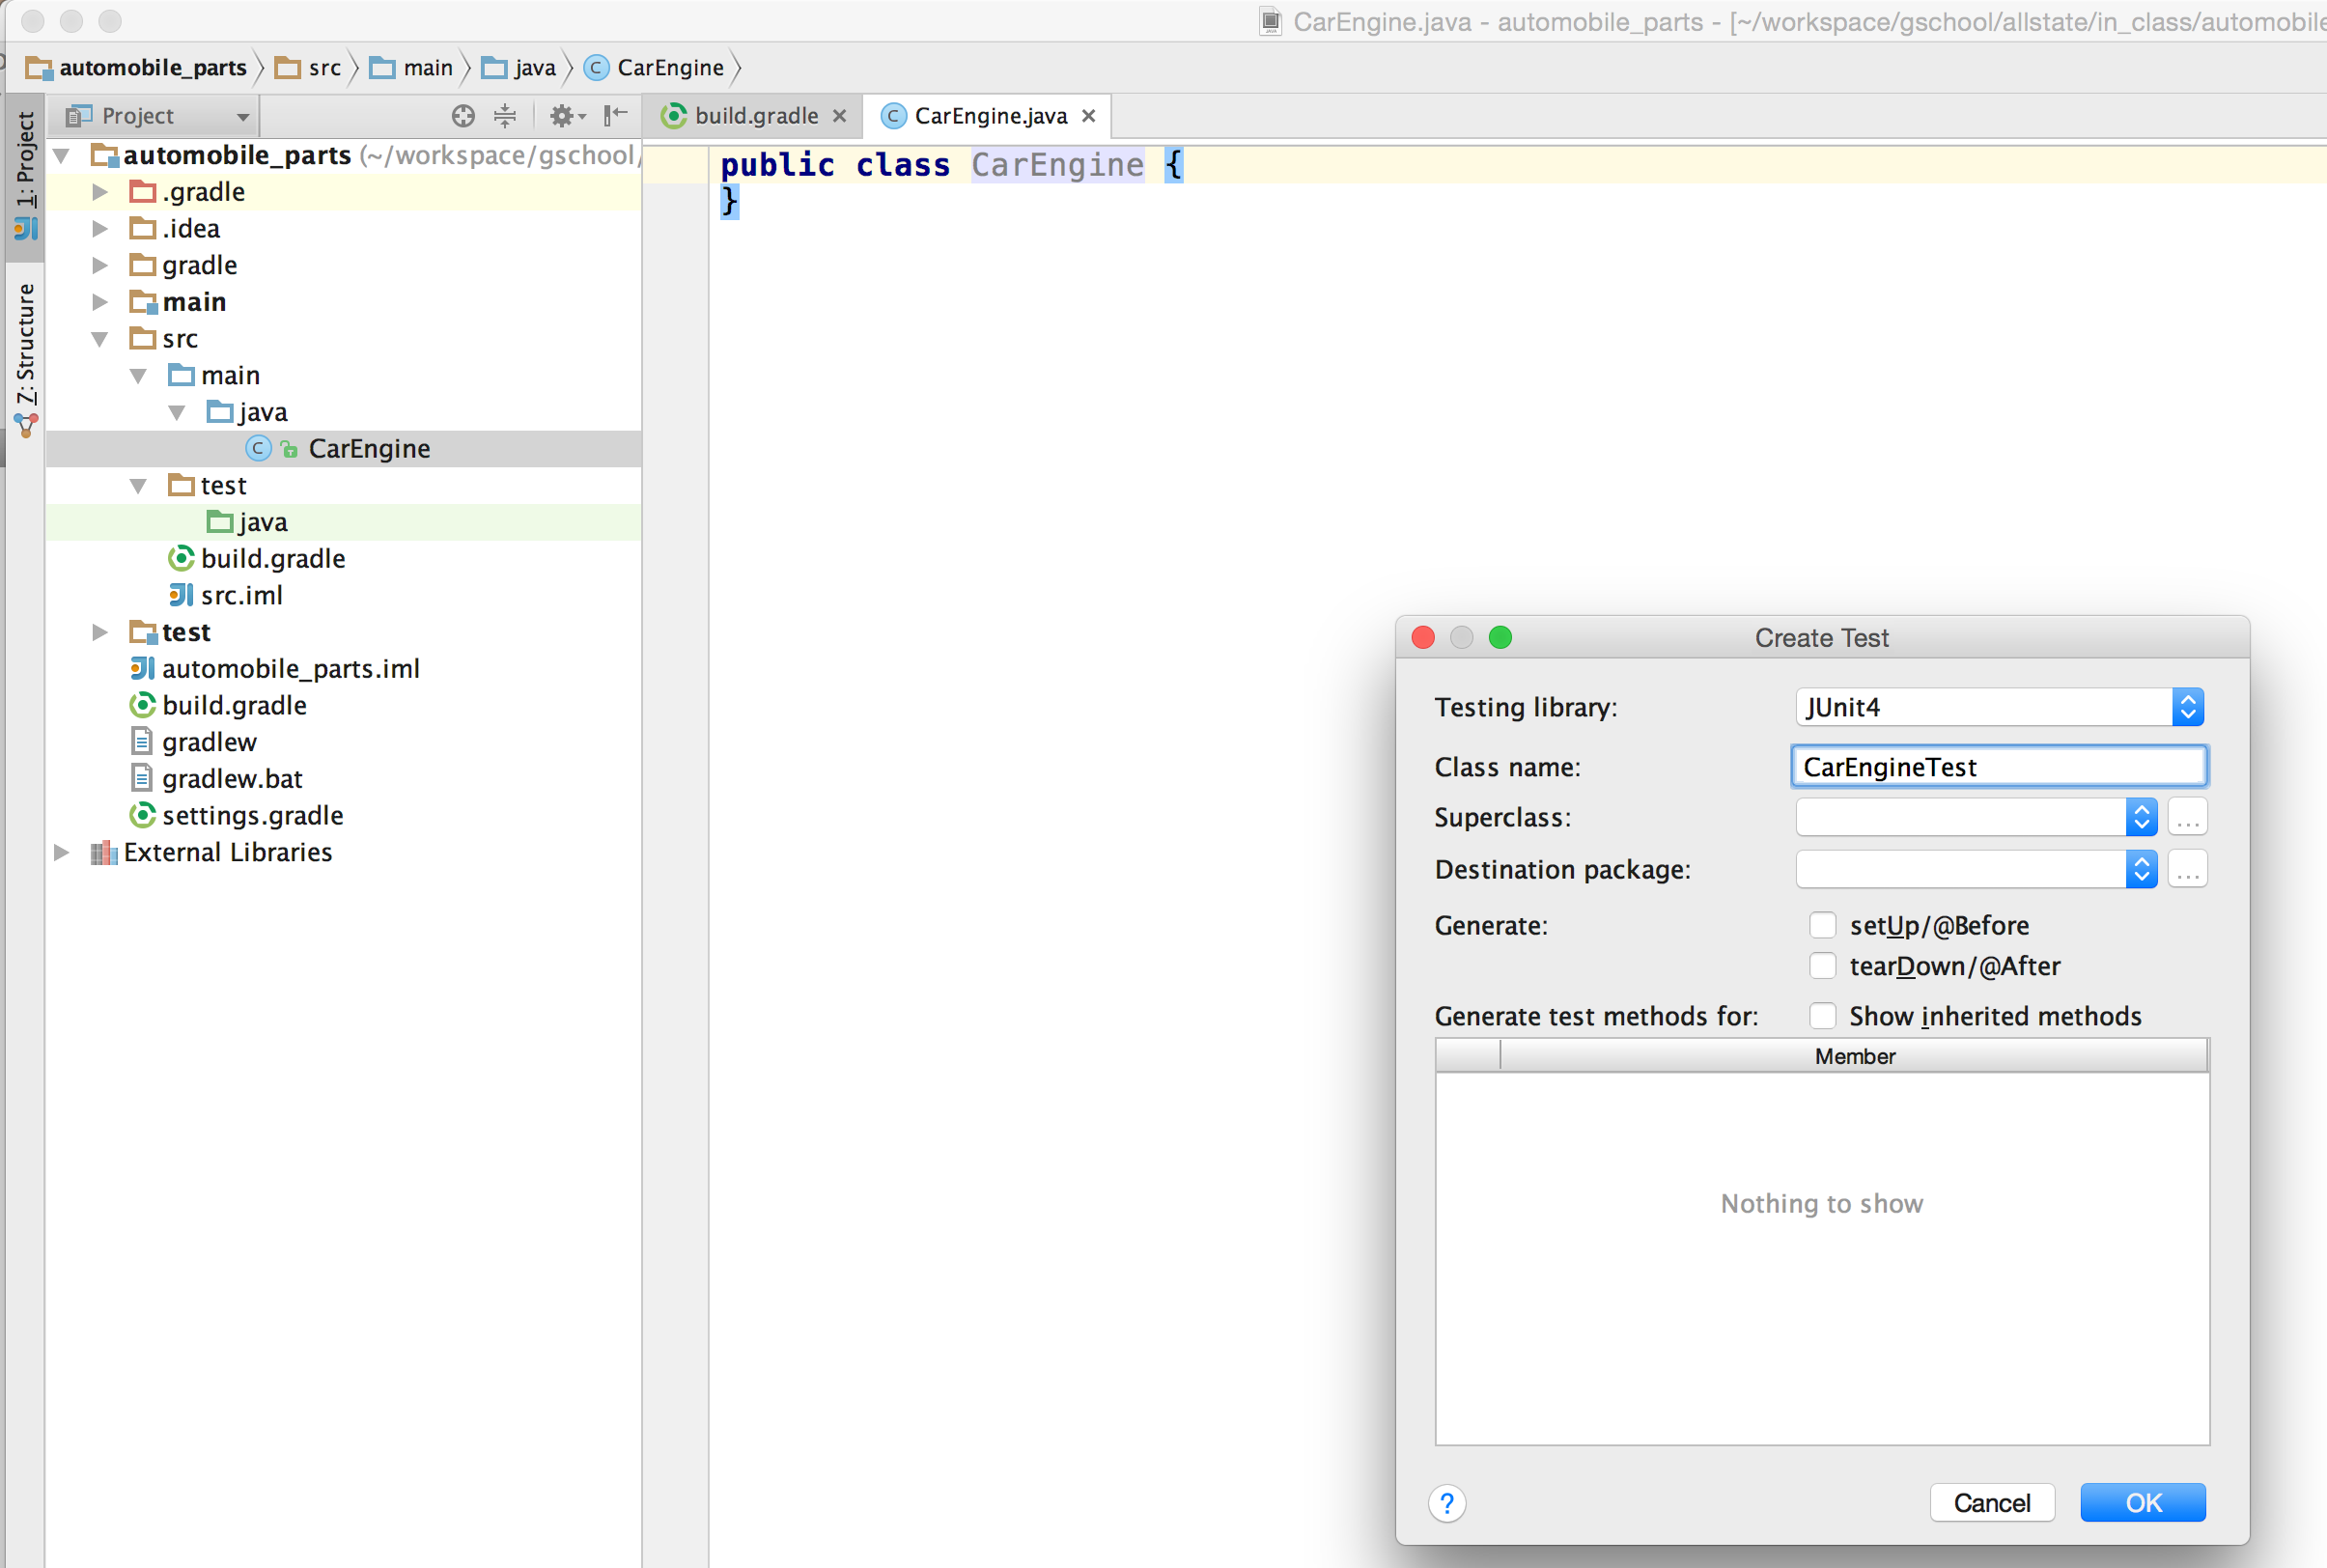 CarEngine.java - automobile_parts - [~/workspace/gschool/allstate/in_class/automobile
automobile_parts src main java CarEngine
1: Project
7: Structure
Project
build.gradle CarEngine.java
automobile_parts (~/workspace/gschool/
.gradle
.idea
gradle
main
src
main
java
CarEngine
test
java
build.gradle
src.iml
test
automobile_parts.iml
build.gradle
gradlew
gradlew.bat
settings.gradle
External Libraries
public class CarEngine {
}
Create Test
Testing library: JUnit4
Class name: CarEngineTest
Superclass: ...
Destination package: ...
Generate: setUp/@Before
tearDown/@After
Generate test methods for: Show inherited methods
Member
Nothing to show
? Cancel OK